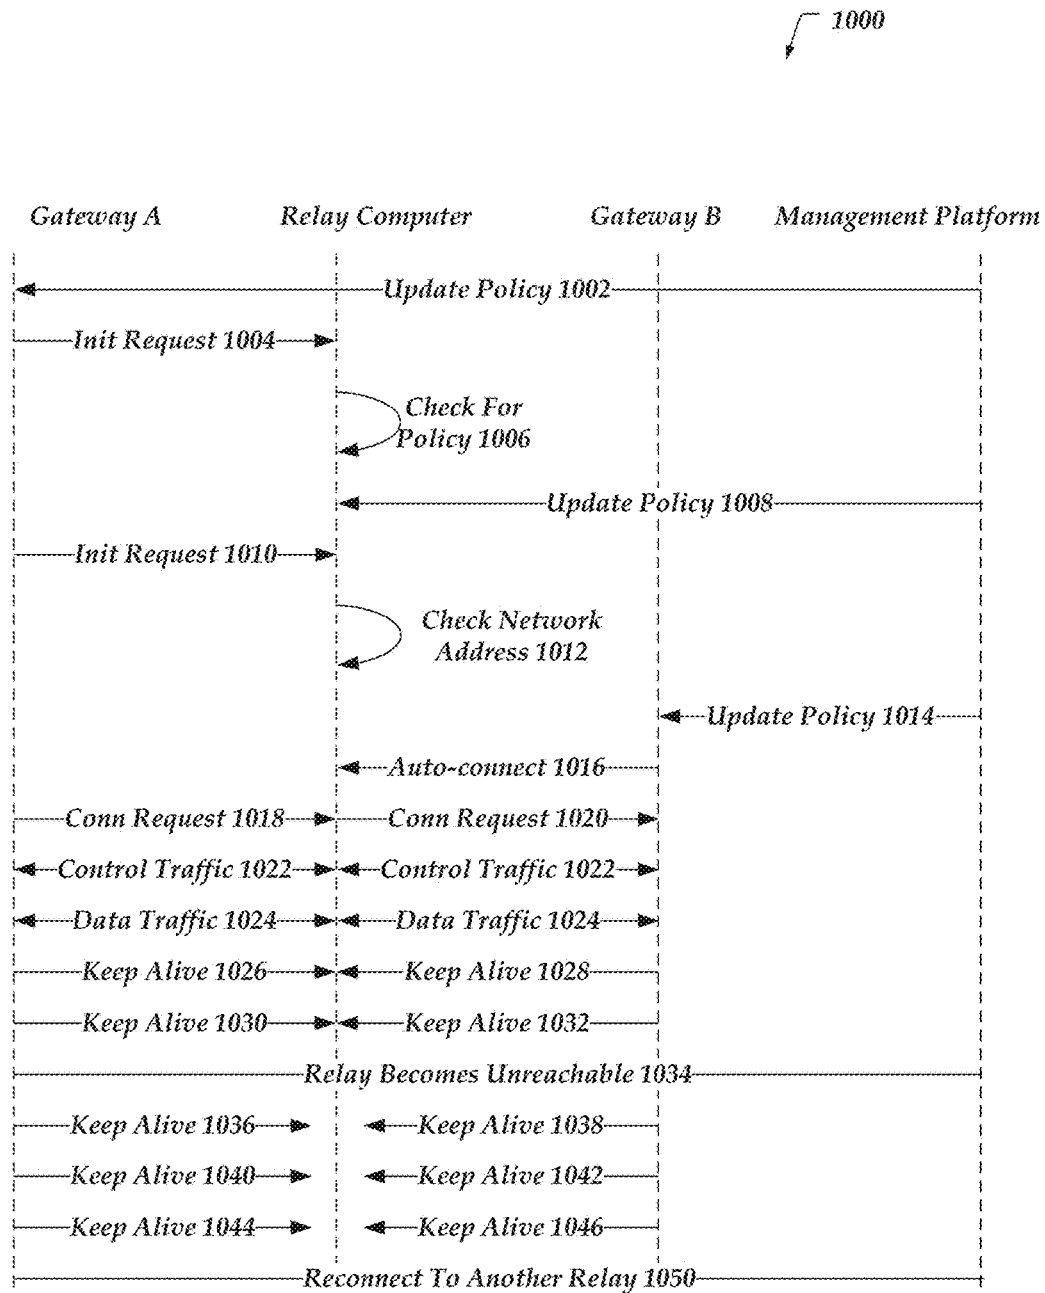 1000
Gateway A Relay Computer Gateway B Management Platform
Update Policy 1002
Init Request 1004
Check For
Policy 1006
Update Policy 1008
Init Request 1010
Check Network
Address 1012
Update Policy 1014
Auto-connect 1016
Conn Request 1018 Conn Request 1020
Control Traffic 1022 Control Traffic 1022
Data Traffic 1024 Data Traffic 1024
Keep Alive 1026 Keep Alive 1028
Keep Alive 1030 Keep Alive 1032
Relay Becomes Unreachable 1034
Keep Alive 1036 Keep Alive 1038
Keep Alive 1040 Keep Alive 1042
Keep Alive 1044 Keep Alive 1046
Reconnect To Another Relay 1050